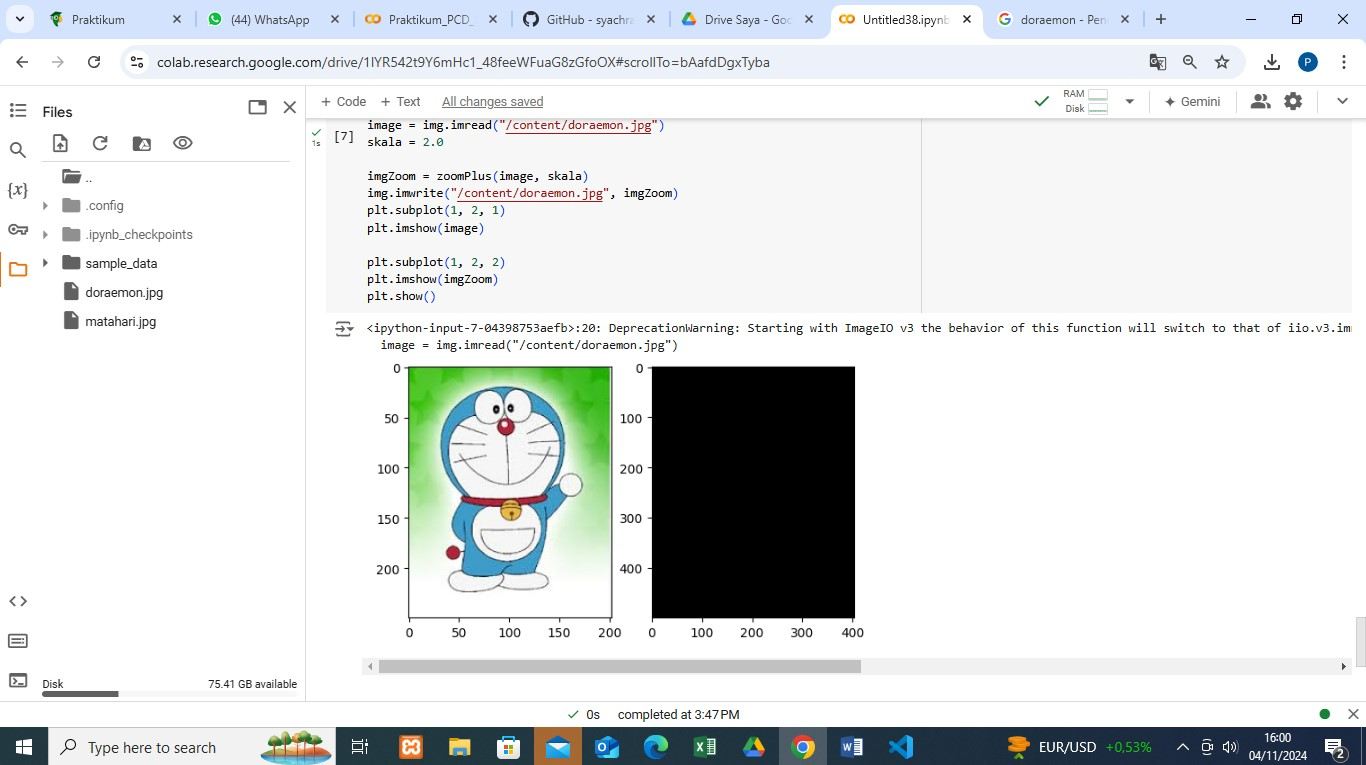 Praktikum
(44) WhatsApp
Praktikum_PCD_
GitHub - syachra
Drive Saya - Goo
Untitled38.ipynb
doraemon - Pen
colab.research.google.com/drive/1IYR542t9Y6mHc1_48feeWFuaG8zGfoOX#scrollTo=bAafdDgxTyba
P
Files
+ Code + Text All changes saved
RAM
Disk
Gemini
..
.config
.ipynb_checkpoints
sample_data
doraemon.jpg
matahari.jpg
{x}
<>
Disk 75.41 GB available
1s
[7]
image = img.imread("/content/doraemon.jpg")
skala = 2.0
imgZoom = zoomPlus(image, skala)
img.imwrite("/content/doraemon.jpg", imgZoom)
plt.subplot(1, 2, 1)
plt.imshow(image)
plt.subplot(1, 2, 2)
plt.imshow(imgZoom)
plt.show()
<ipython-input-7-04398753aefb>:20: DeprecationWarning: Starting with ImageIO v3 the behavior of this function will switch to that of iio.v3.im
image = img.imread("/content/doraemon.jpg")
0
50
100
150
200
0 50 100 150 200
0
100
200
300
400
0 100 200 300 400
0s completed at 3:47 PM
Type here to search
EUR/USD +0,53%
16:00
04/11/2024
2